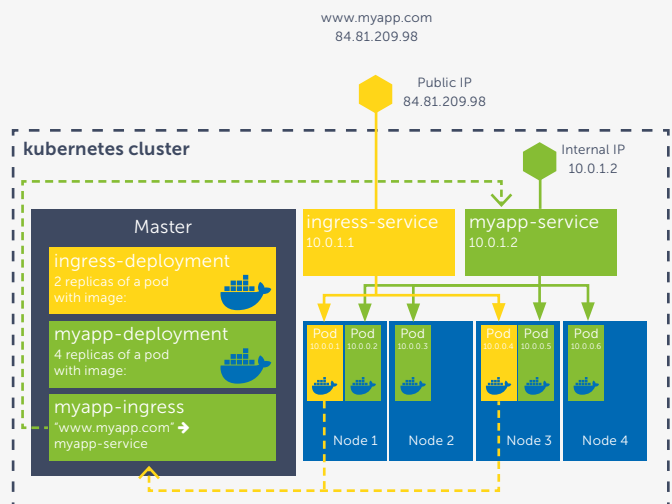 www.myapp.com
84.81.209.98
Public IP
84.81.209.98
kubernetes cluster
Internal IP
10.0.1.2
Master
ingress-deployment
2 replicas of a pod
with image:
myapp-deployment
4 replicas of a pod
with image:
myapp-ingress
"www.myapp.com" ➔
myapp-service
ingress-service
10.0.1.1
myapp-service
10.0.1.2
Pod
10.0.0.1
Pod
10.0.0.2
Pod
10.0.0.3
Pod
10.0.0.4
Pod
10.0.0.5
Pod
10.0.0.6
Node 1
Node 2
Node 3
Node 4